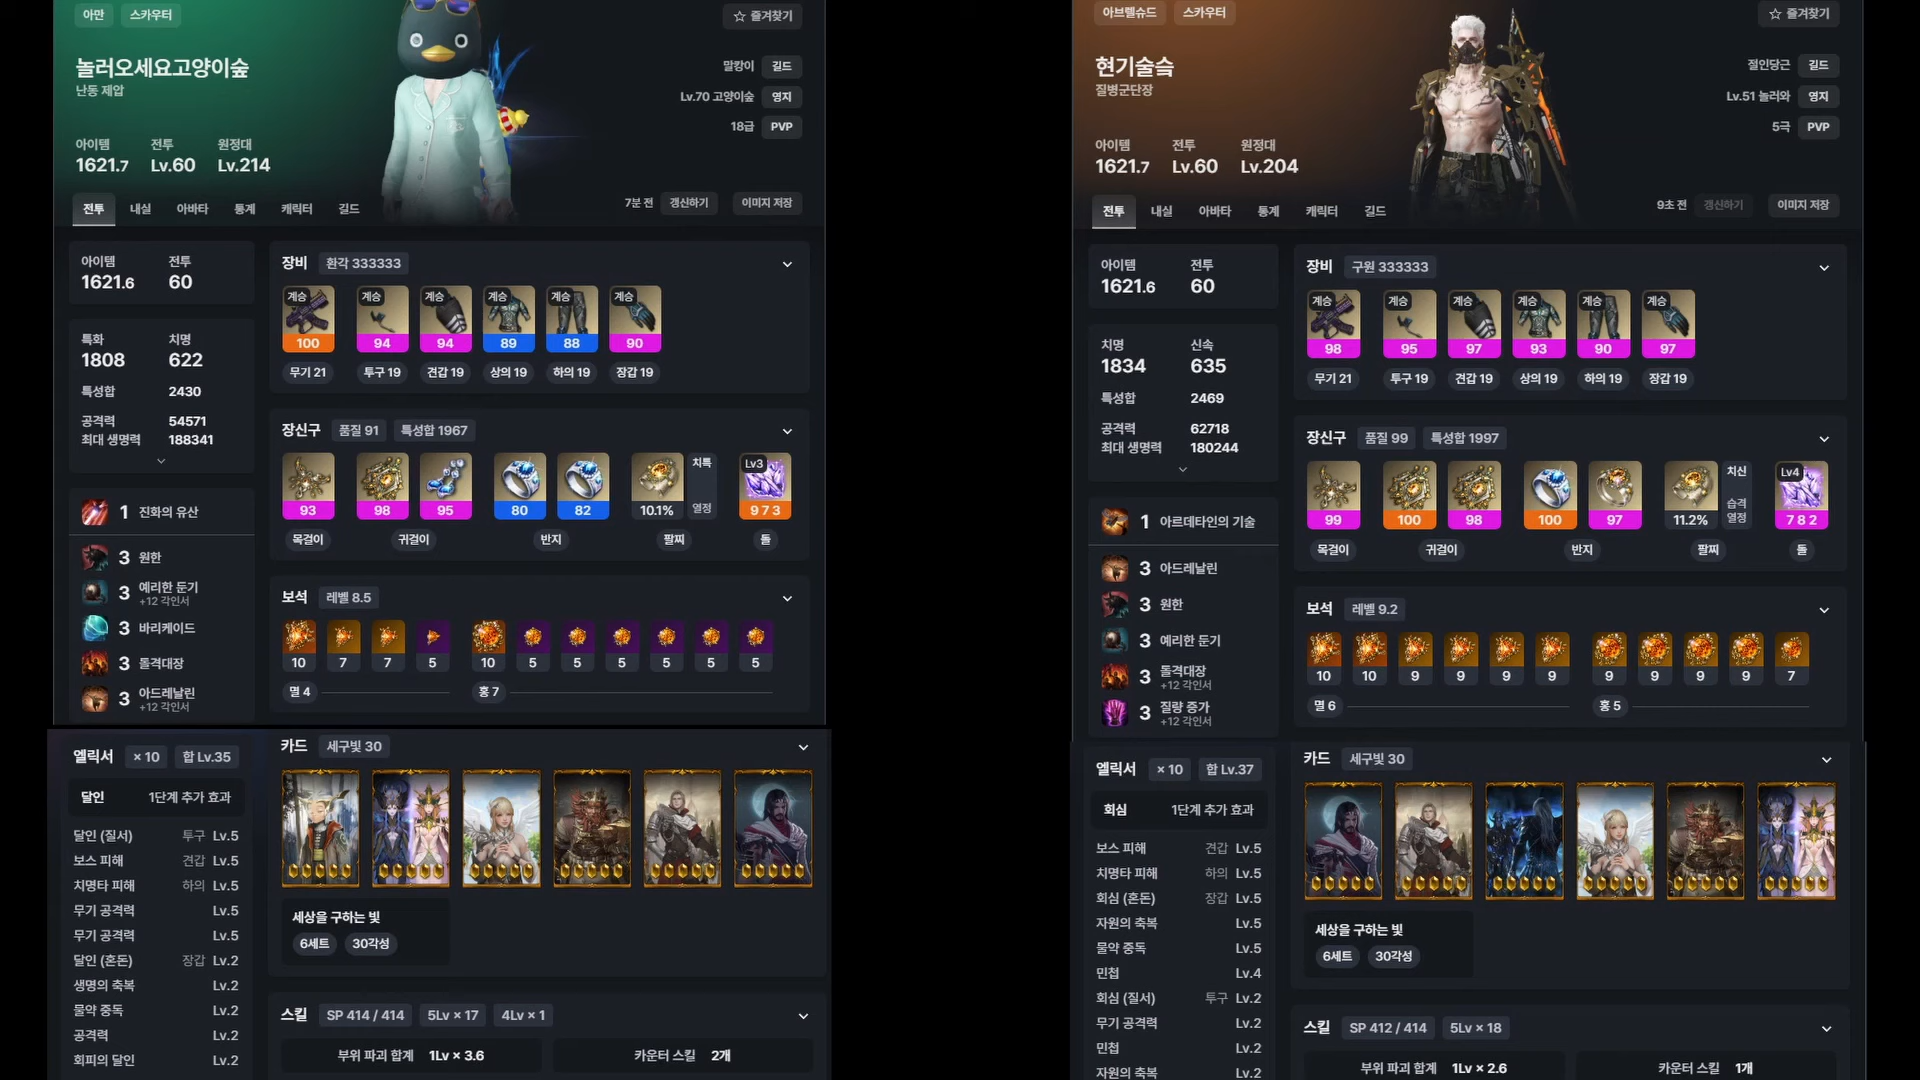 아만 스카우터
즐겨찾기
놀러오세요고양이숲
난동 제압
말캉이 길드
Lv.70 고양이숲 영지
18급 PVP
아이템 전투 원정대
1621.7 Lv.60 Lv.214
전투 내실 아바타 통계 캐릭터 길드
7분 전 갱신하기 이미지 저장
아이템 전투
1621.6 60
특화 치명
1808 622
특성합 2430
공격력 54571
최대 생명력 188341
1 진화의 유산
3 원한
3 예리한 둔기
+12 각인서
3 바리케이드
3 돌격대장
3 아드레날린
+12 각인서
장비 환각 333333
계승 계승 계승 계승 계승 계승
100 94 94 89 88 90
무기 21 투구 19 견갑 19 상의 19 하의 19 장갑 19
장신구 품질 91 특성합 1967
치특
Lv3
93 98 95 80 82 10.1% 열정 9 7 3
목걸이 귀걸이 반지 팔찌 돌
보석 레벨 8.5
10 7 7 5 10 5 5 5 5 5 5
멸 4 홍 7
엘릭서 × 10 합 Lv.35
달인 1단계 추가 효과
달인 (질서) 투구 Lv.5
보스 피해 견갑 Lv.5
치명타 피해 하의 Lv.5
무기 공격력 Lv.5
무기 공격력 Lv.5
달인 (혼돈) 장갑 Lv.2
생명의 축복 Lv.2
물약 중독 Lv.2
공격력 Lv.2
회피의 달인 Lv.2
카드 세구빛 30
세상을 구하는 빛
6세트 30각성
스킬 SP 414 / 414 5Lv × 17 4Lv × 1
부위 파괴 합계 1Lv × 3.6 카운터 스킬 2개
아브렐슈드 스카우터
즐겨찾기
현기술슼
질병군단장
절인당근 길드
Lv.51 놀러와 영지
5극 PVP
아이템 전투 원정대
1621.7 Lv.60 Lv.204
전투 내실 아바타 통계 캐릭터 길드
9초 전 갱신하기 이미지 저장
아이템 전투
1621.6 60
치명 신속
1834 635
특성합 2469
공격력 62718
최대 생명력 180244
1 아르데타인의 기술
3 아드레날린
3 원한
3 예리한 둔기
3 돌격대장
+12 각인서
3 질량 증가
+12 각인서
장비 구원 333333
계승 계승 계승 계승 계승 계승
98 95 97 93 90 97
무기 21 투구 19 견갑 19 상의 19 하의 19 장갑 19
장신구 품질 99 특성합 1997
치신
Lv4
습격
99 100 98 100 97 11.2% 열정 7 8 2
목걸이 귀걸이 반지 팔찌 돌
보석 레벨 9.2
10 10 9 9 9 9 9 9 9 9 7
멸 6 홍 5
엘릭서 × 10 합 Lv.37
회심 1단계 추가 효과
보스 피해 견갑 Lv.5
치명타 피해 하의 Lv.5
회심 (혼돈) 장갑 Lv.5
자원의 축복 Lv.5
물약 중독 Lv.5
민첩 Lv.4
회심 (질서) 투구 Lv.2
무기 공격력 Lv.2
민첩 Lv.2
자원의 축복 Lv.2
카드 세구빛 30
세상을 구하는 빛
6세트 30각성
스킬 SP 412 / 414 5Lv × 18
부위 파괴 합계 1Lv × 2.6 카운터 스킬 1개